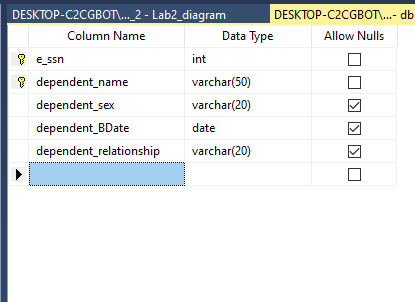 DESKTOP-C2CGBOT\..._2 - Lab2_diagram DESKTOP-C2CGBOT\...- db
Column Name Data Type Allow Nulls
e_ssn int
dependent_name varchar(50)
dependent_sex varchar(20)
dependent_BDate date
dependent_relationship varchar(20)